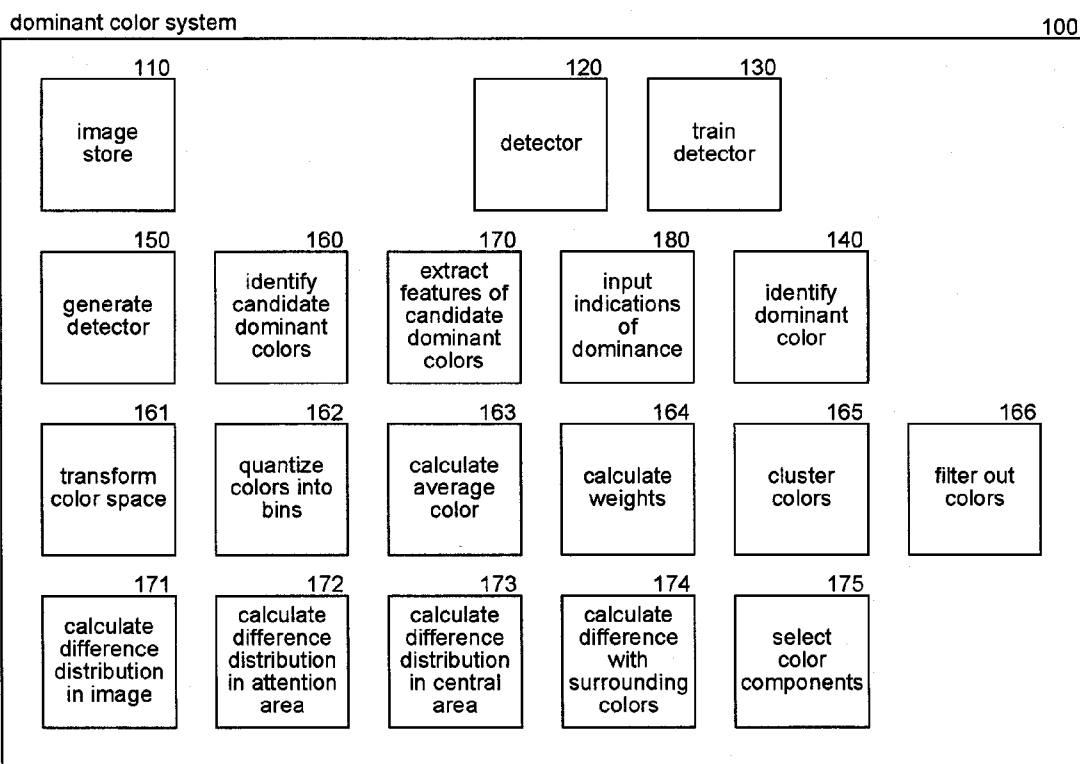 dominant color system
100
110
image
store
120
detector
130
train
detector
150
generate
detector
160
identify
candidate
dominant
colors
170
extract
features of
candidate
dominant
colors
180
input
indications
of
dominance
140
identify
dominant
color
161
transform
color space
162
quantize
colors into
bins
163
calculate
average
color
164
calculate
weights
165
cluster
colors
166
filter out
colors
171
calculate
difference
distribution
in image
172
calculate
difference
distribution
in attention
area
173
calculate
difference
distribution
in central
area
174
calculate
difference
with
surrounding
colors
175
select
color
components